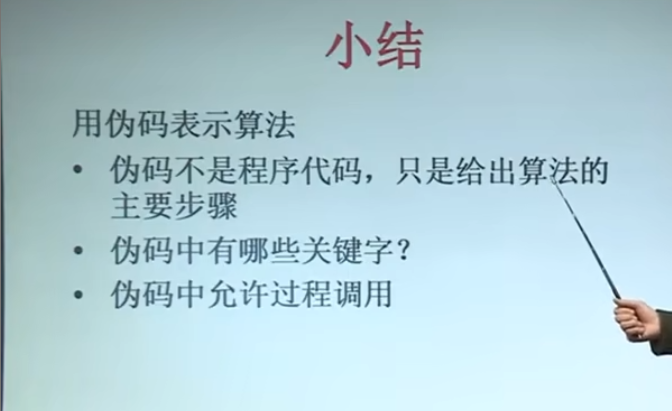 小结
用伪码表示算法
• 伪码不是程序代码，只是给出算法的
主要步骤
• 伪码中有哪些关键字？
• 伪码中允许过程调用